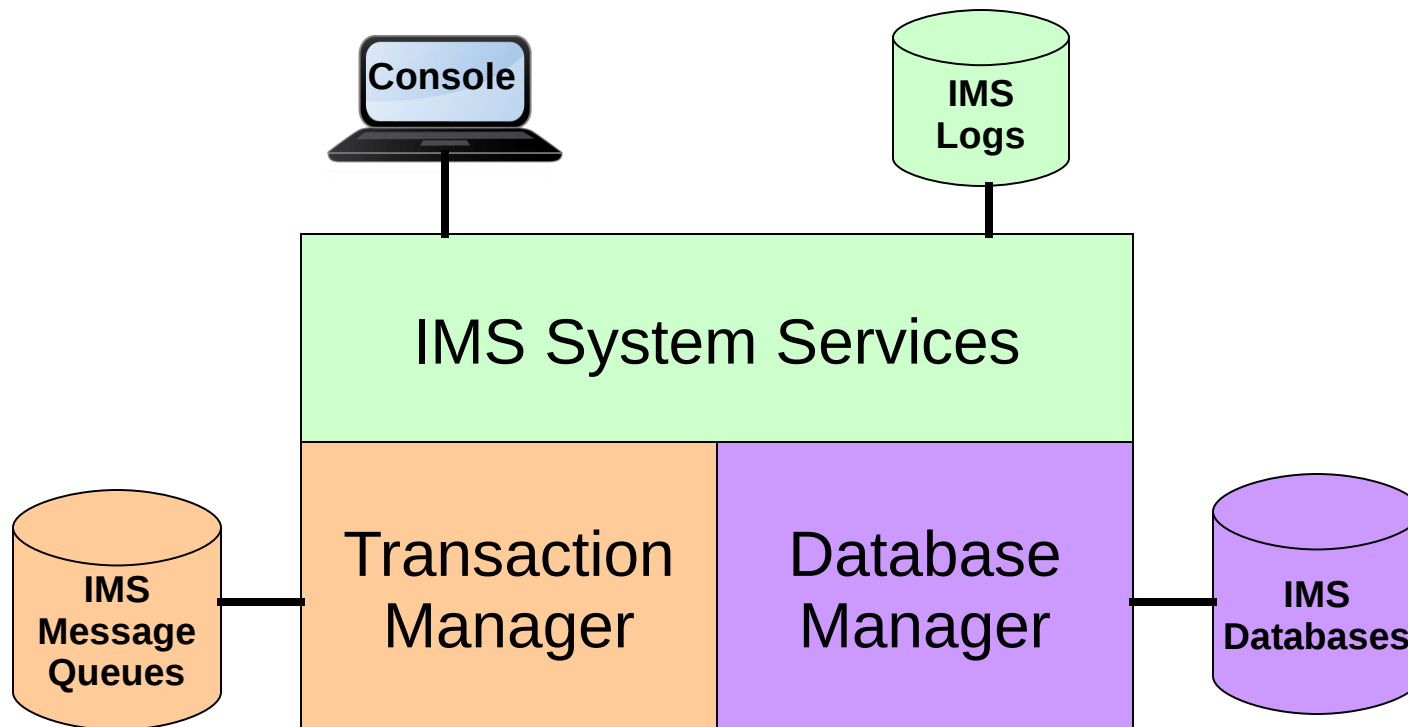 Console
IMS
Logs
IMS System Services
Transaction
Manager
Database
Manager
IMS
Message
Queues
IMS
Databases